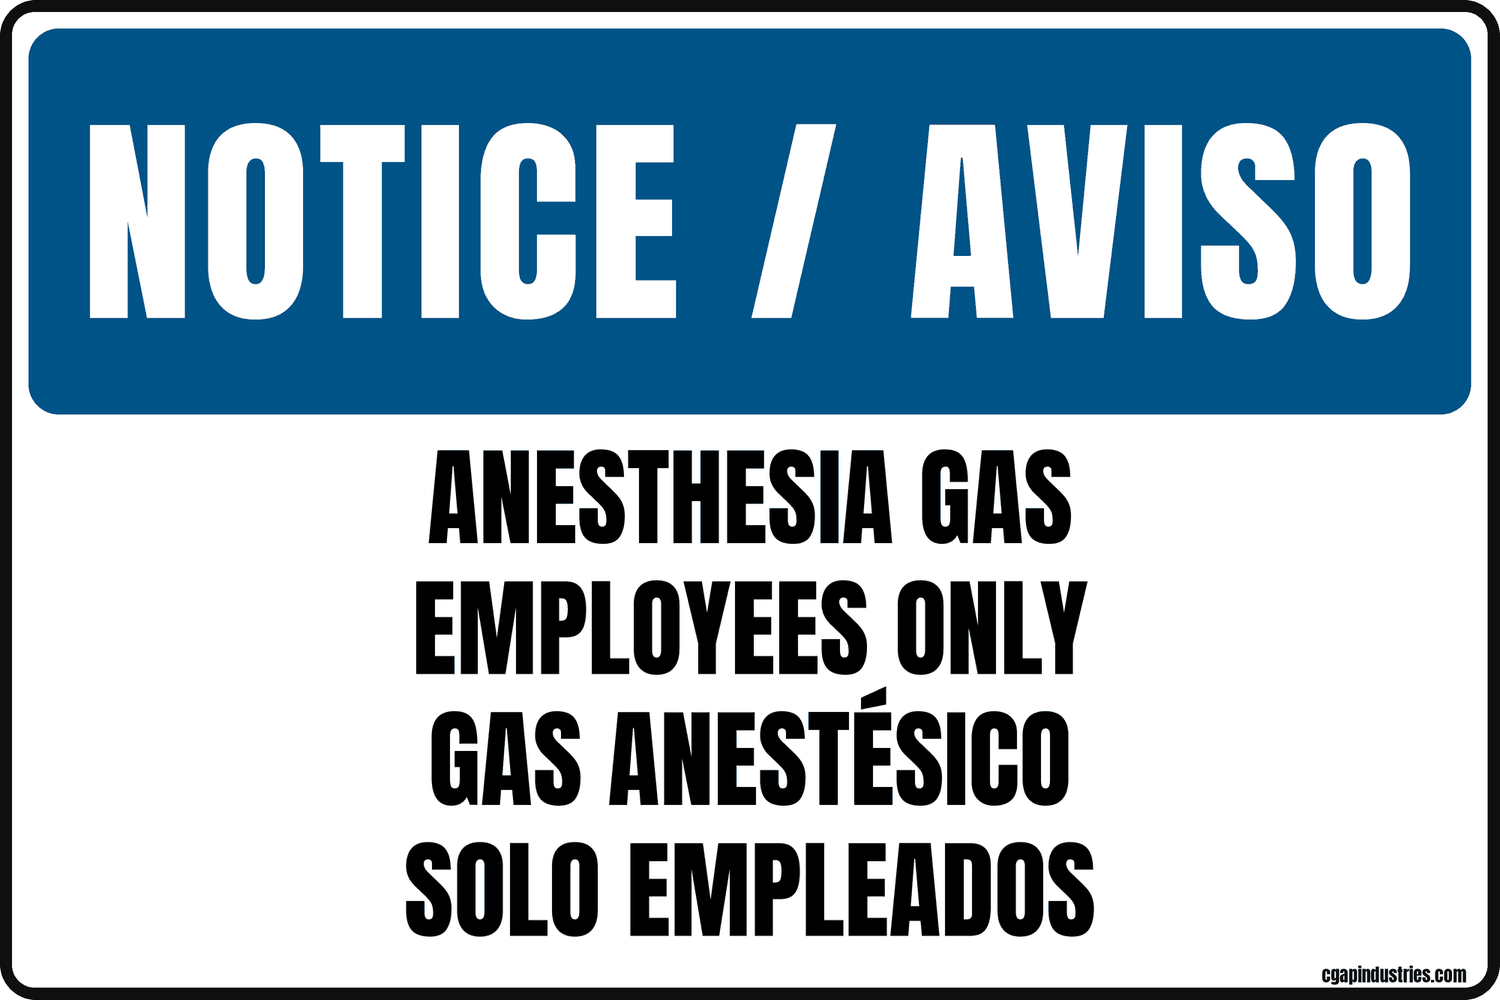 NOTICE / AVISO
ANESTHESIA GAS
EMPLOYEES ONLY
GAS ANESTÉSICO
SOLO EMPLEADOS
cgapindustries.com